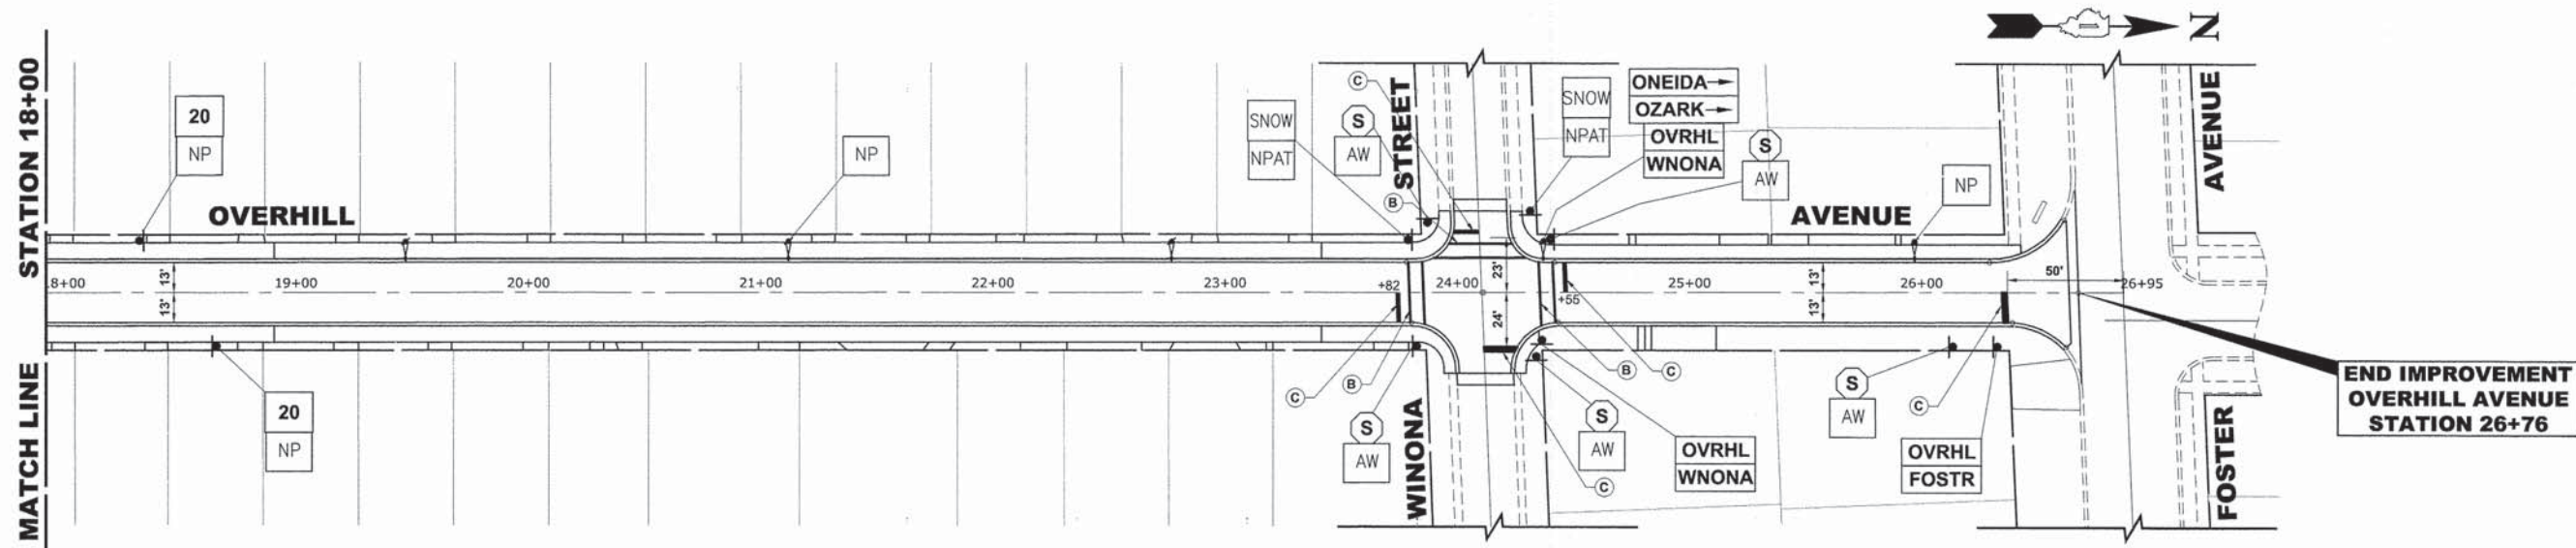 N
STATION 18+00
MATCH LINE
20
NP
OVERHILL
NP
SNOW
NPAT
C
S
AW
STREET
B
SNOW
NPAT
ONEIDA→
OZARK→
OVRHL
WNONA
S
AW
AVENUE
NP
AVENUE
13'
13'
8+00
19+00
20+00
21+00
22+00
23+00
+82
24+00
23'
24'
+55
25+00
13'
13'
26+00
50'
26+95
20
NP
C
B
S
AW
WINONA
S
AW
C
B
C
OVRHL
WNONA
S
AW
C
OVRHL
FOSTR
FOSTER
END IMPROVEMENT
OVERHILL AVENUE
STATION 26+76